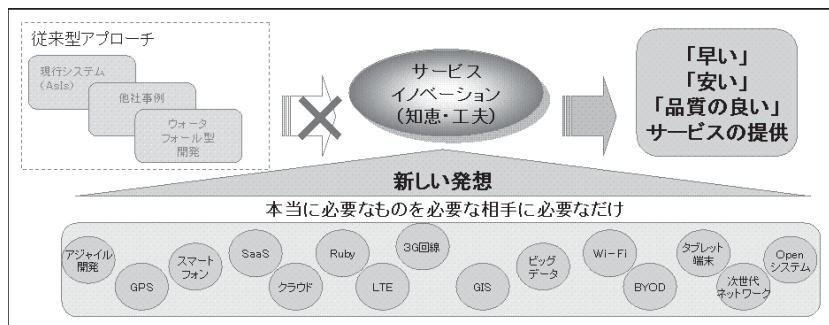 従来型アプローチ
現行システム
(AsIs)
他社事例
ウォータ
フォール型
開発
サービス
イノベーション
(知恵・工夫)
「早い」
「安い」
「品質の良い」
サービスの提供
新しい発想
本当に必要なものを必要な相手に必要なだけ
アジャイル
開発
GPS
スマート
フォン
SaaS
クラウド
Ruby
LTE
3G回線
GIS
ビッグ
データ
Wi-Fi
BYOD
タブレット
端末
次世代
ネットワーク
Open
システム